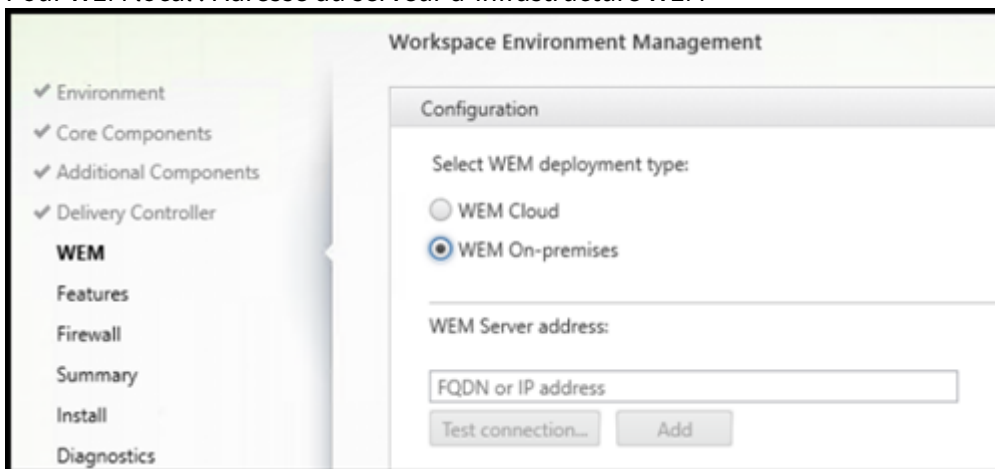 Workspace Environment Management
Environment
Core Components
Additional Components
Delivery Controller
WEM
Features
Firewall
Summary
Install
Diagnostics
Configuration
Select WEM deployment type:
WEM Cloud
WEM On-premises
WEM Server address:
FQDN or IP address
Test connection... Add